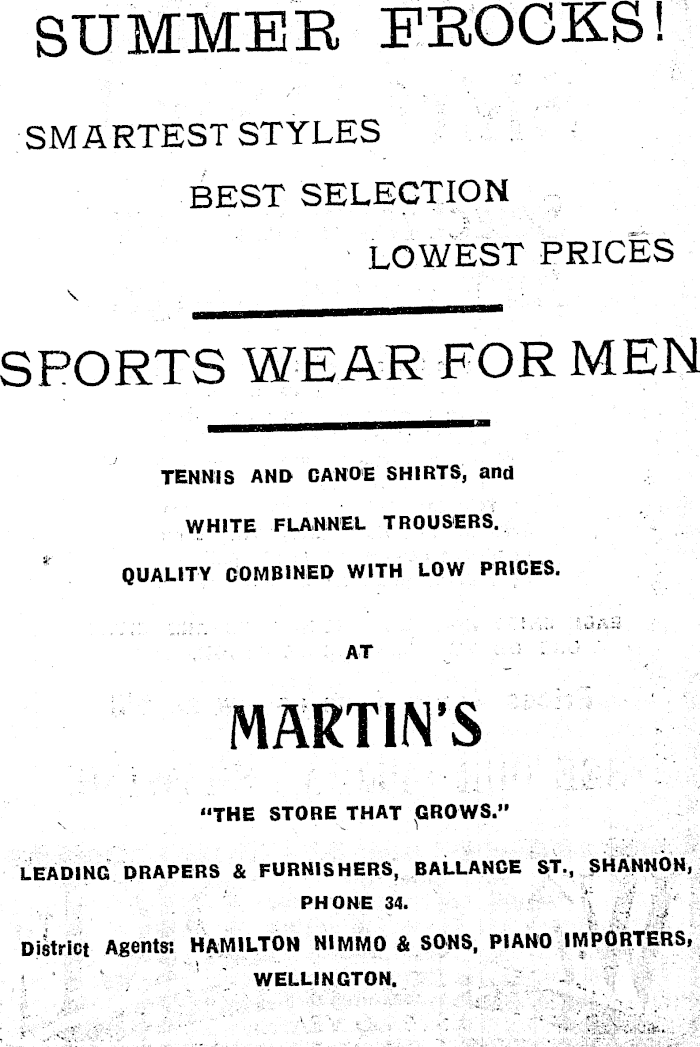 SUMMER FROCKS!
SMARTEST STYLES
BEST SELECTION
LOWEST PRICES
SPORTS WEAR FOR MEN
TENNIS AND CANOE SHIRTS, and
WHITE FLANNEL TROUSERS.
QUALITY COMBINED WITH LOW PRICES.
AT
MARTIN'S
"THE STORE THAT GROWS."
LEADING DRAPERS & FURNISHERS, BALLANCE ST., SHANNON,
PHONE 34.
District Agents: HAMILTON NIMMO & SONS, PIANO IMPORTERS,
WELLINGTON.